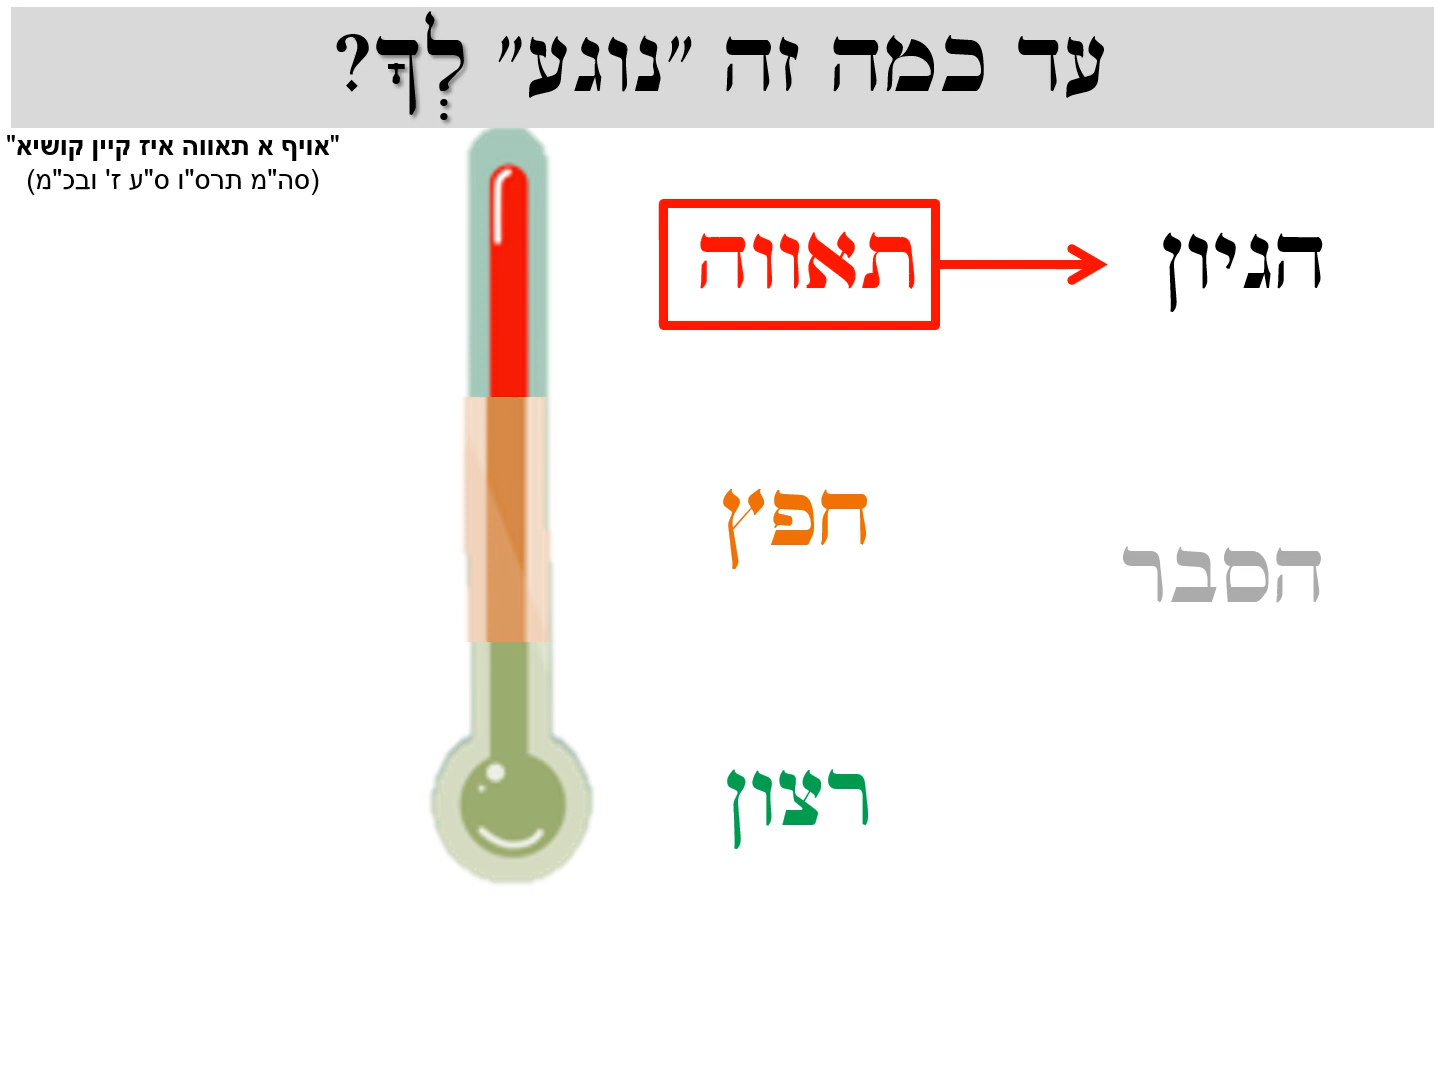 עד כמה זה "נוגע" לְךָּ?
"אויף א תאווה איז קיין קושיא"
(סה"מ תרס"ו ס"ע ז' ובכ"מ)
תאווה
הגיון
חפץ
הסבר
רצון